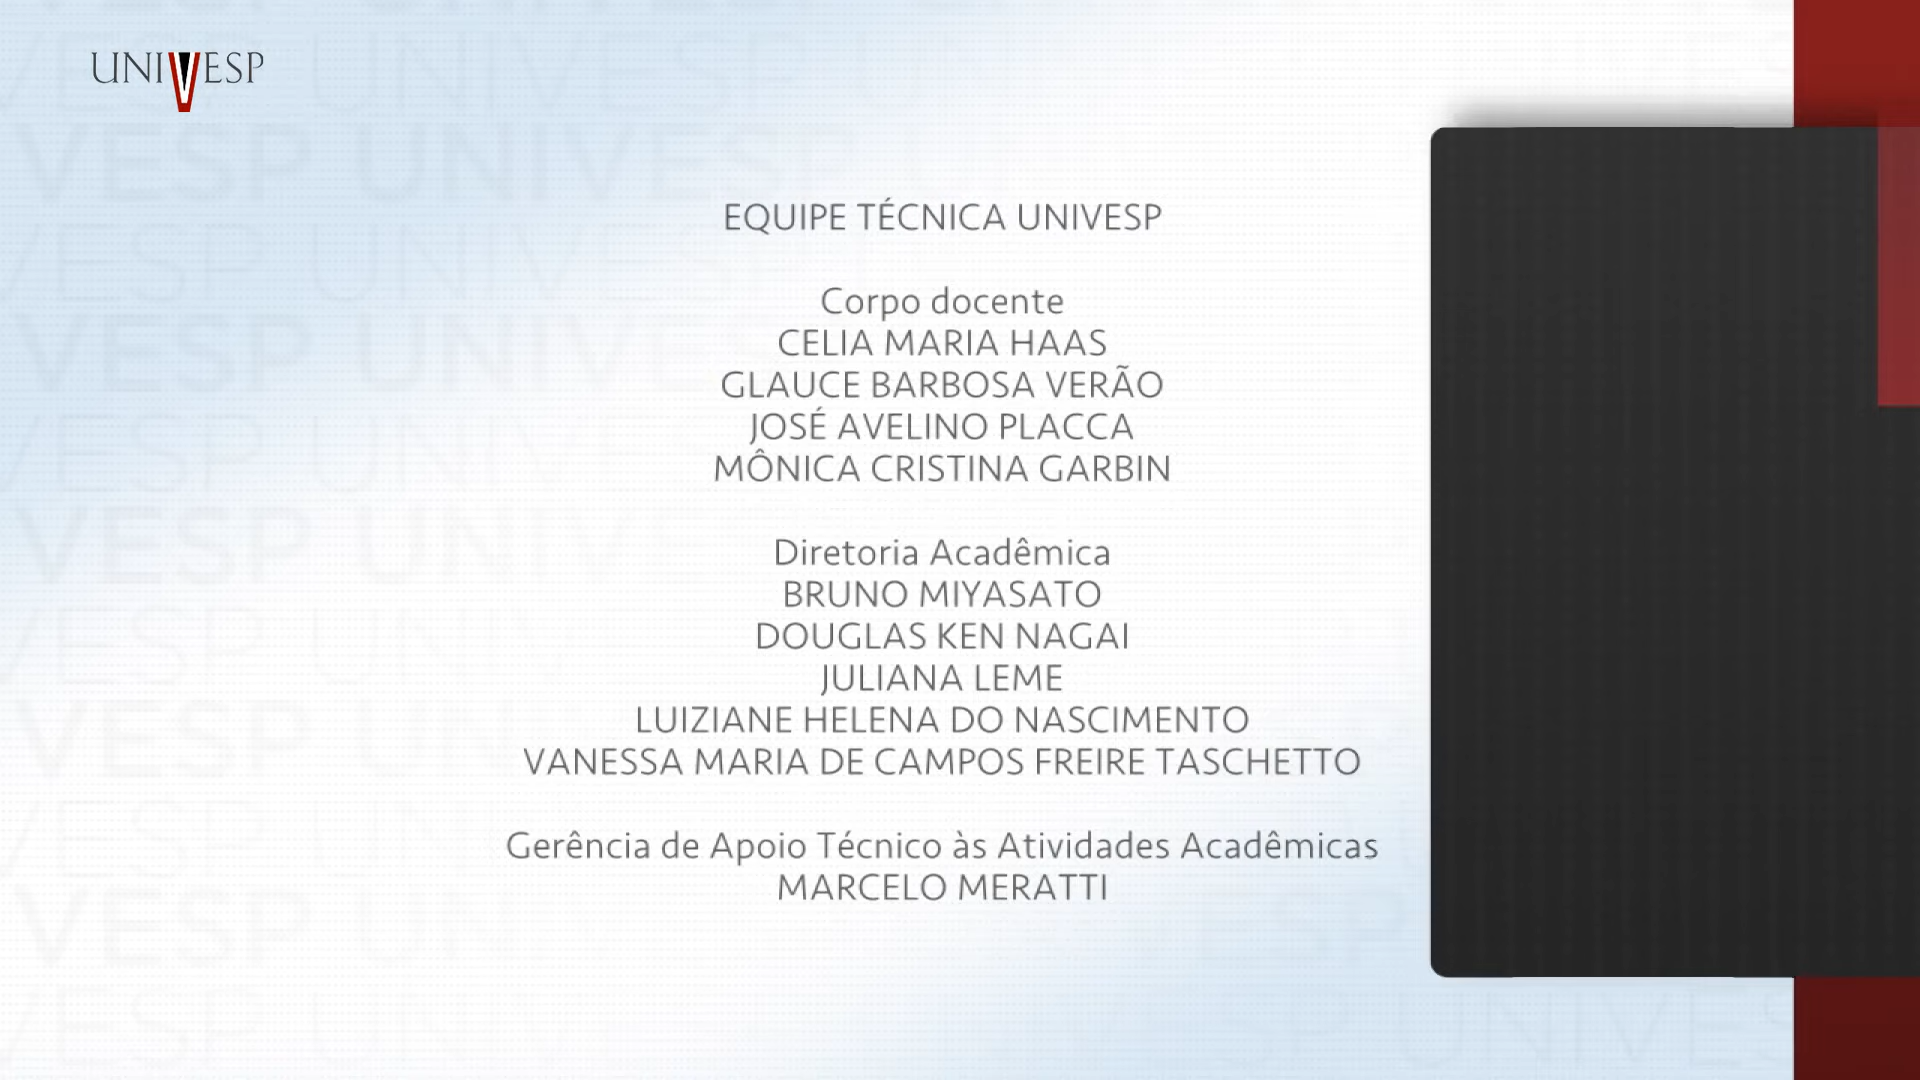 UNIVESP
EQUIPE TÉCNICA UNIVESP
Corpo docente
CELIA MARIA HAAS
GLAUCE BARBOSA VERÃO
JOSÉ AVELINO PLACCA
MÔNICA CRISTINA GARBIN
Diretoria Acadêmica
BRUNO MIYASATO
DOUGLAS KEN NAGAI
JULIANA LEME
LUIZIANE HELENA DO NASCIMENTO
VANESSA MARIA DE CAMPOS FREIRE TASCHETTO
Gerência de Apoio Técnico às Atividades Acadêmicas
MARCELO MERATTI